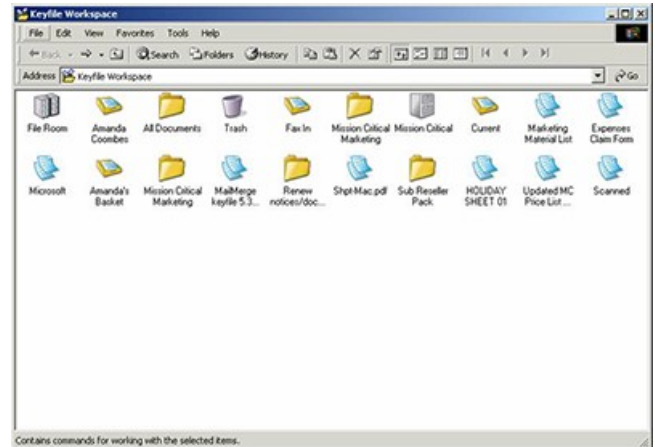 Keyfile Workspace
File Edit View Favorites Tools Help
Back Search Folders History
Address Keyfile Workspace Go
File Room Amanda Coombes All Documents Trash Fax In Mission Critical Marketing Mission Critical Current Marketing Material List Expenses Claim Form
Microsoft Amanda's Basket Mission Critical Marketing MailMerge keyfile 5.3... Renew notices/doc... Shpt-Mac.pdf Sub Reseller Pack HOLIDAY SHEET 01 Updated MC Price List ... Scanned
Contains commands for working with the selected items.